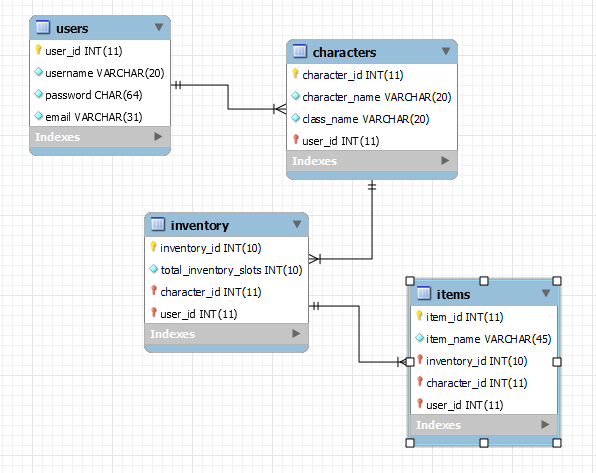 users
user_id INT(11)
username VARCHAR(20)
password CHAR(64)
email VARCHAR(31)
Indexes
characters
character_id INT(11)
character_name VARCHAR(20)
class_name VARCHAR(20)
user_id INT(11)
Indexes
inventory
inventory_id INT(10)
total_inventory_slots INT(10)
character_id INT(11)
user_id INT(11)
Indexes
items
item_id INT(11)
item_name VARCHAR(45)
inventory_id INT(10)
character_id INT(11)
user_id INT(11)
Indexes